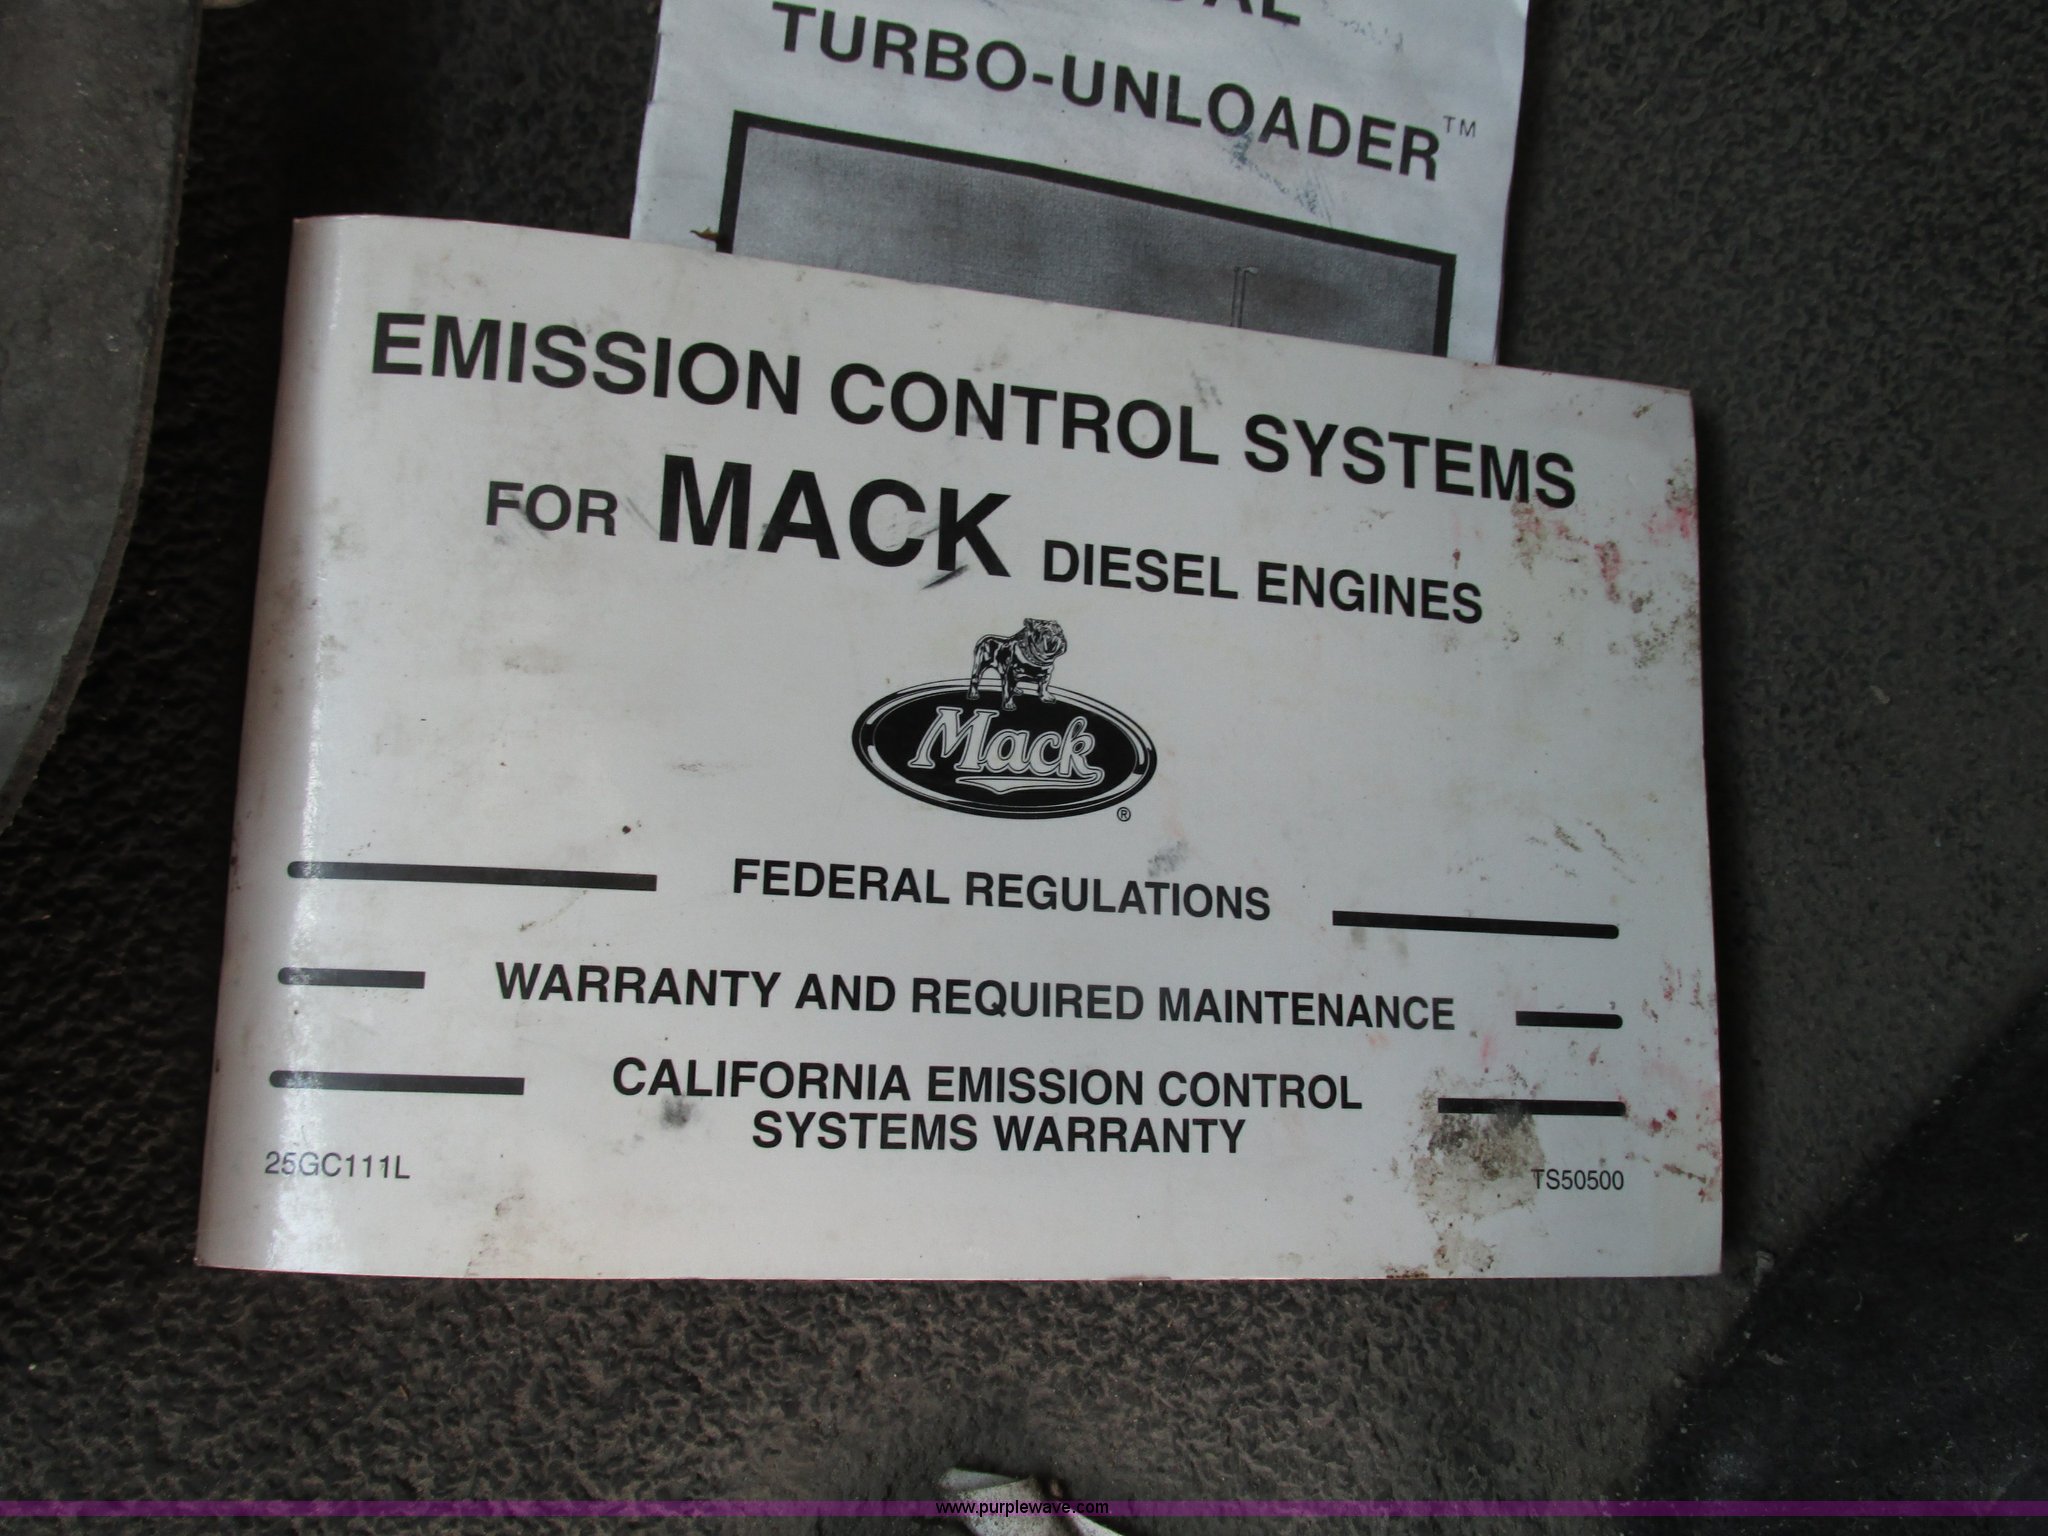 TURBO-UNLOADER™
EMISSION CONTROL SYSTEMS
FOR MACK DIESEL ENGINES
Mack
®
FEDERAL REGULATIONS
WARRANTY AND REQUIRED MAINTENANCE
CALIFORNIA EMISSION CONTROL
SYSTEMS WARRANTY
25GC111L
TS50500
www.purplewave.com